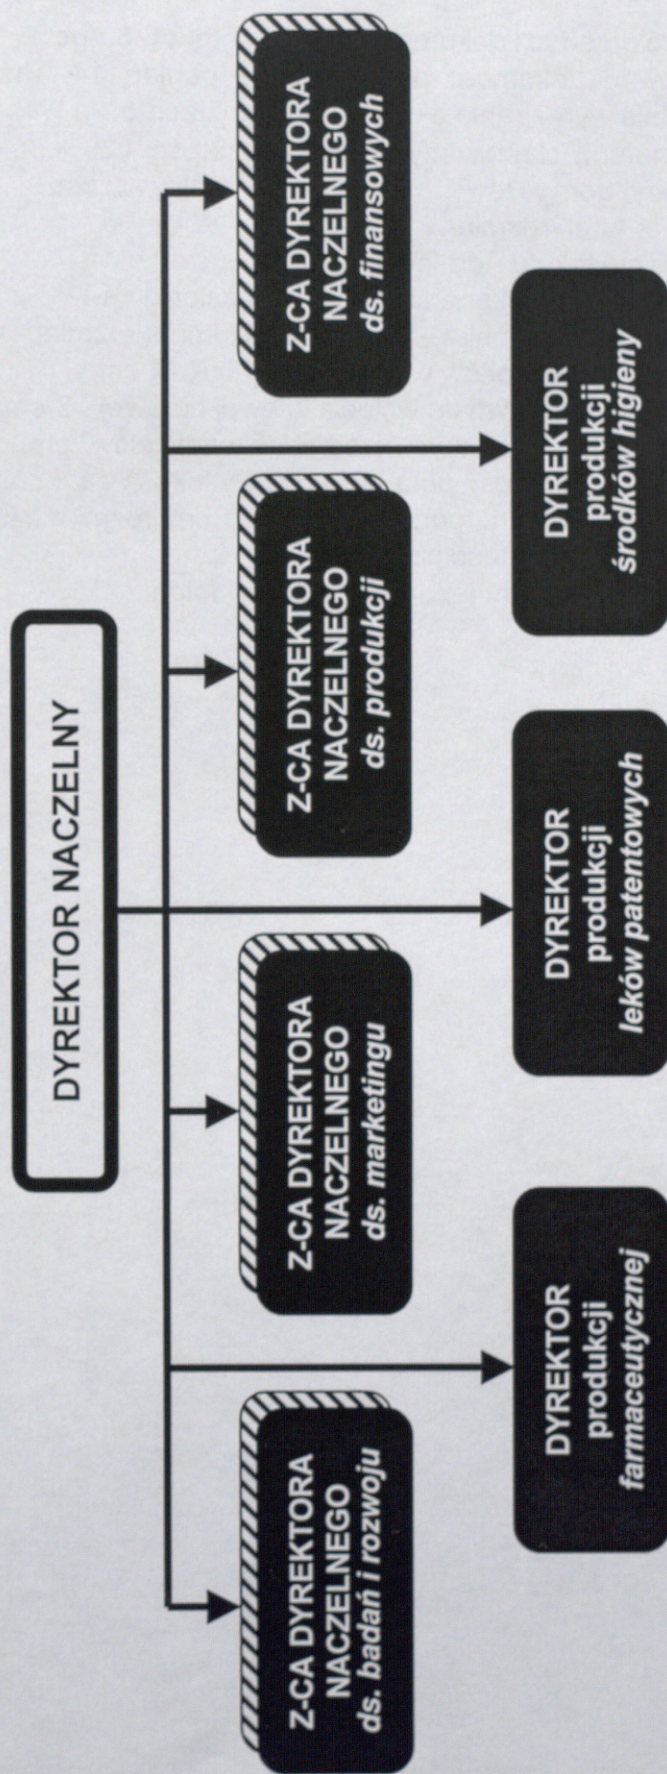 DYREKTOR NACZELNY
Z-CA DYREKTORA
NACZELNEGO
ds. badań i rozwoju
Z-CA DYREKTORA
NACZELNEGO
ds. marketingu
Z-CA DYREKTORA
NACZELNEGO
ds. produkcji
Z-CA DYREKTORA
NACZELNEGO
ds. finansowych
DYREKTOR
produkcji
farmaceutycznej
DYREKTOR
produkcji
leków patentowych
DYREKTOR
produkcji
środków higieny